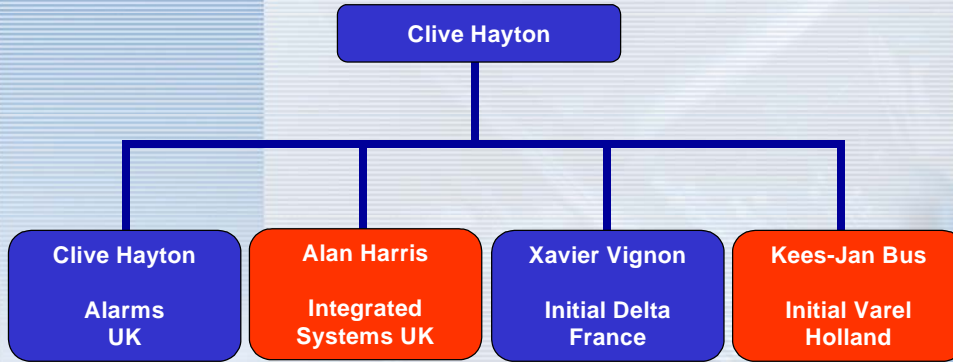 Clive Hayton
Clive Hayton
Alarms
UK
Alan Harris
Integrated
Systems UK
Xavier Vignon
Initial Delta
France
Kees-Jan Bus
Initial Varel
Holland